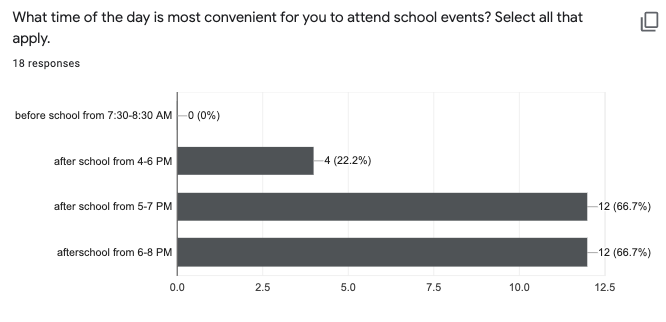 What time of the day is most convenient for you to attend school events? Select all that
apply.
18 responses
before school from 7:30-8:30 AM 0 (0%)
after school from 4-6 PM 4 (22.2%)
after school from 5-7 PM 12 (66.7%)
afterschool from 6-8 PM 12 (66.7%)
0.0 2.5 5.0 7.5 10.0 12.5